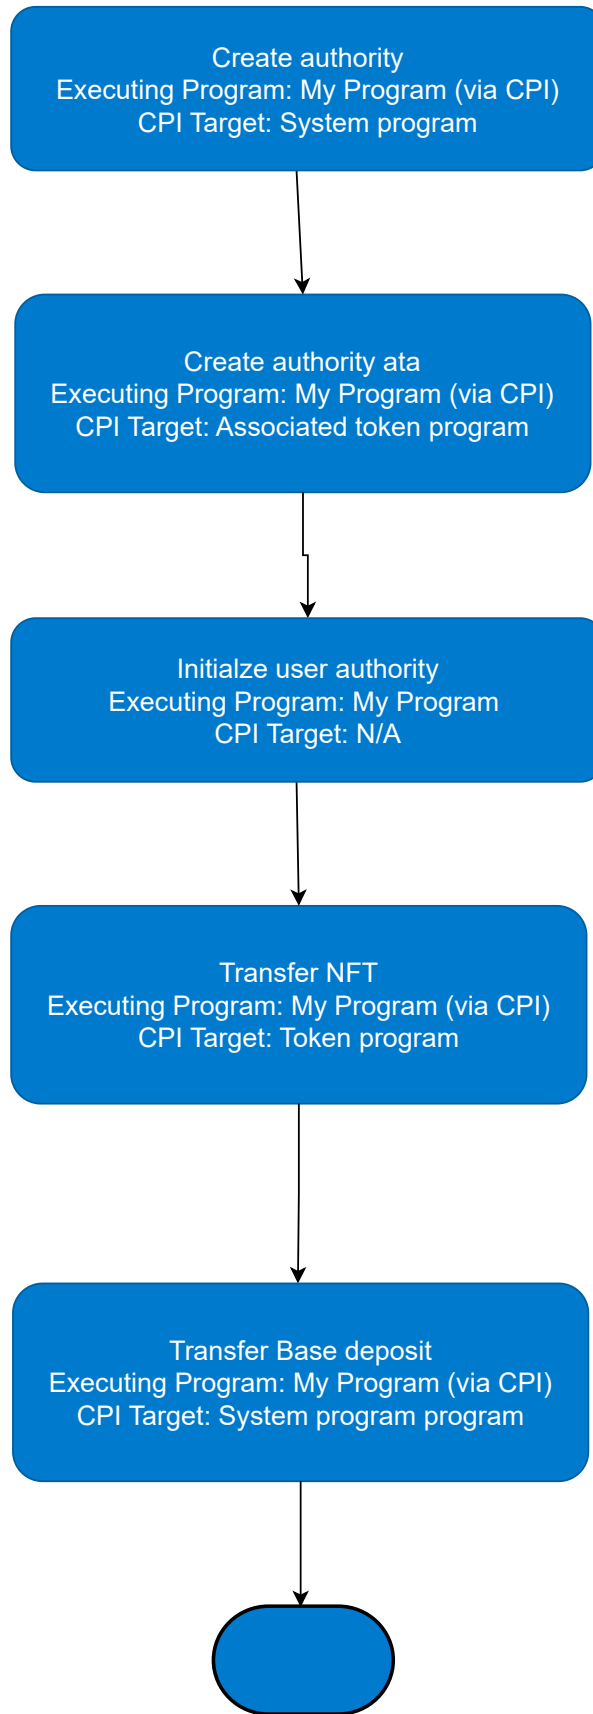 Create authority
Executing Program: My Program (via CPI)
CPI Target: System program
Create authority ata
Executing Program: My Program (via CPI)
CPI Target: Associated token program
Initialze user authority
Executing Program: My Program
CPI Target: N/A
Transfer NFT
Executing Program: My Program (via CPI)
CPI Target: Token program
Transfer Base deposit
Executing Program: My Program (via CPI)
CPI Target: System program program